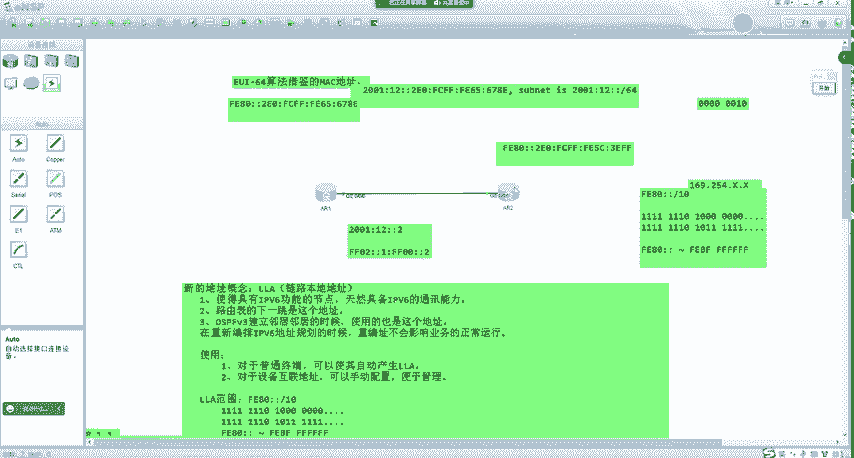 eNSP
EUI-64算法借鉴的MAC地址。
2001:12::2E0:FCFF:FE65:678E, subnet is 2001:12::/64
FE80::2E0:FCFF:FE65:678E
0000 0010
FE80::2E0:FCFF:FE5C:3EFF
169.254.X.X
FE80::/10
1111 1110 1000 0000....
1111 1110 1011 1111....
FE80:: ~ FEBF FFFFFF
AR1
AR2
2001:12::2
FF02::1:FF00::2
Auto
Copper
Serial
POS
E1
ATM
CTL
新的地址概念：LLA（链路本地地址）
1、使得具有IPV6功能的节点，天然具备IPV6的通讯能力。
2、路由表的下一跳是这个地址。
3、OSPFv3建立邻居邻居的时候，使用的也是这个地址。
在重新编排IPV6地址规划的时候，重编址不会影响业务的正常运行。
使用：
1、对于普通终端，可以使其自动产生LLA。
2、对于设备互联地址，可以手动配置，便于管理。
LLA范围：FE80::/10
1111 1110 1000 0000....
1111 1110 1011 1111....
FE80:: ~ FEBF FFFFFF
Auto
自动选择接口连接设备。